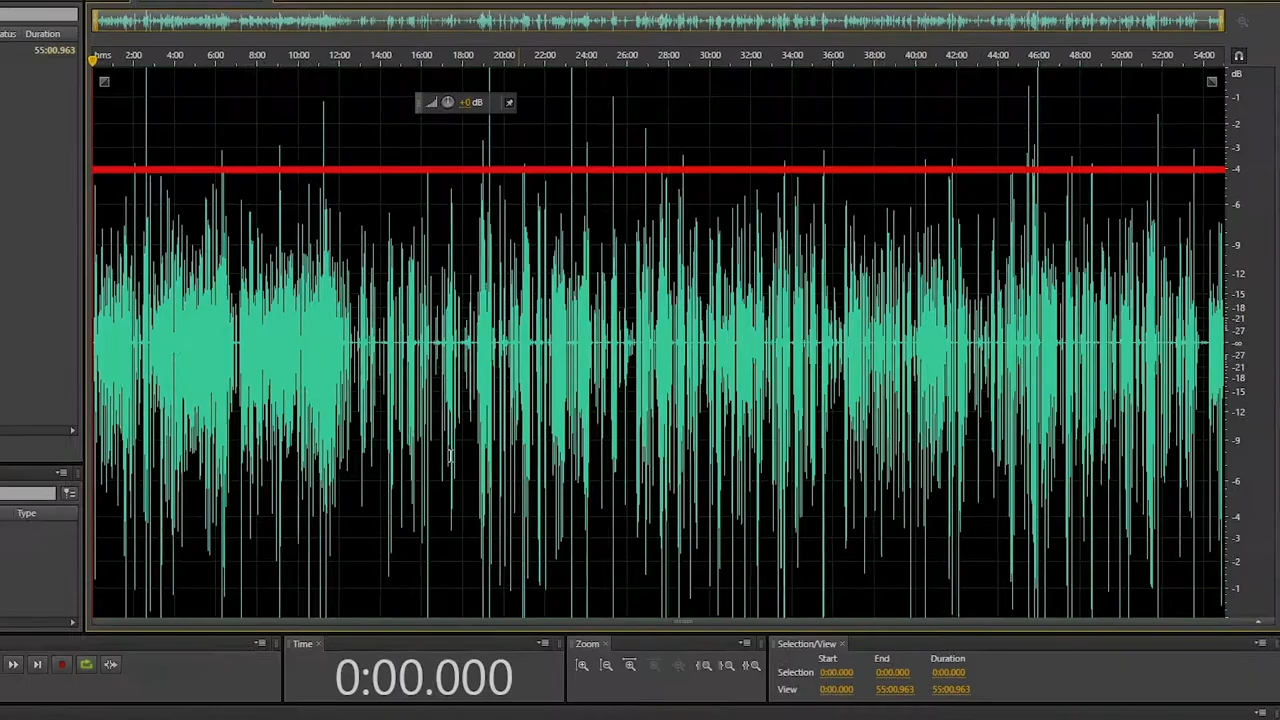 atus Duration
55:00.963
hms 2:00 4:00 6:00 8:00 10:00 12:00 14:00 16:00 18:00 20:00 22:00 24:00 26:00 28:00 30:00 32:00 34:00 36:00 38:00 40:00 42:00 44:00 46:00 48:00 50:00 52:00 54:00
dB
+0 dB
-1
-2
-3
-4
-6
-9
-12
-15
-18
-21
-27
-∞
-27
-21
-18
-15
-12
-9
-6
-4
-3
-2
-1
Type
Time
0:00.000
Zoom
Selection/View
Start End Duration
Selection 0:00.000 0:00.000 0:00.000
View 0:00.000 55:00.963 55:00.963